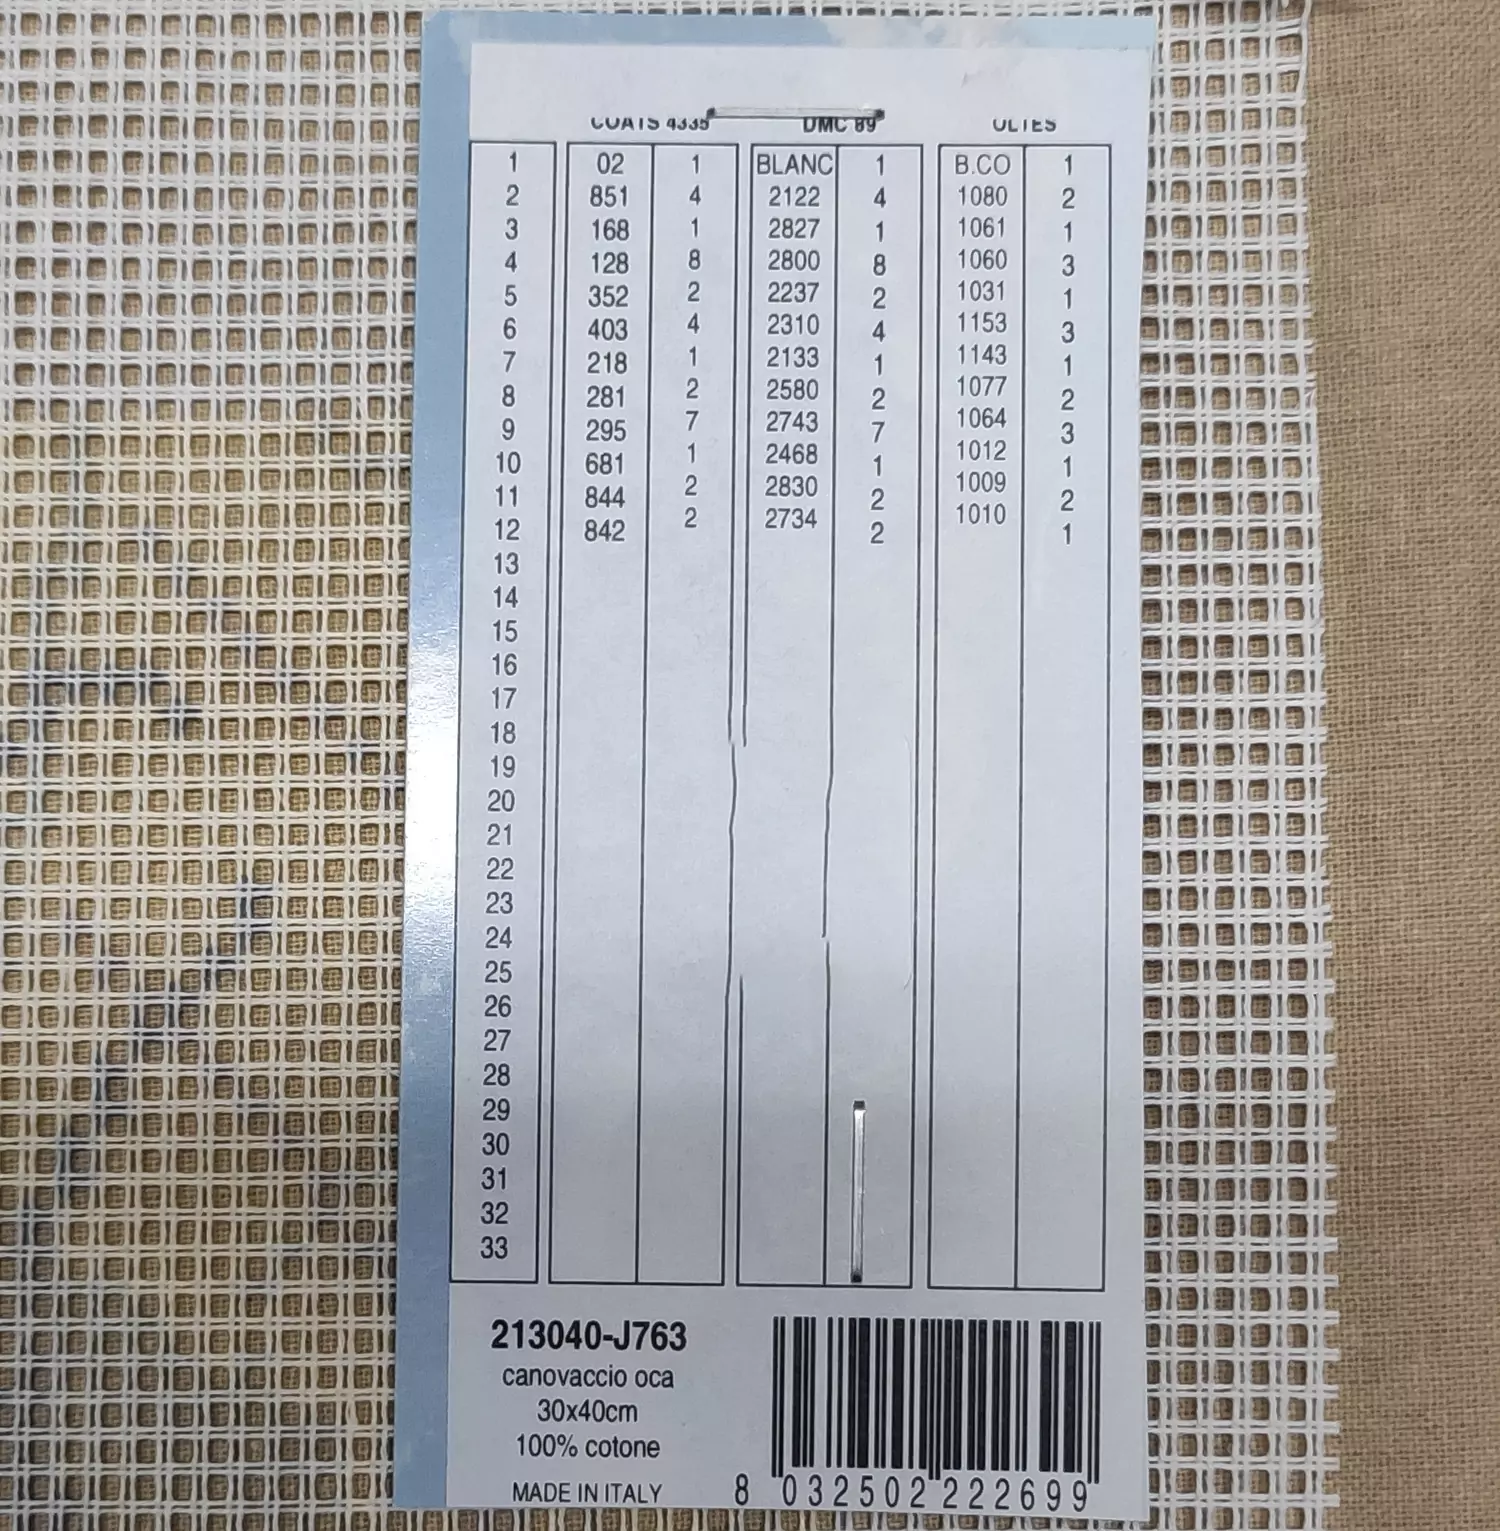 COATS 4335 DMC 89 OLTES
1 02 1 BLANC 1 B.CO 1
2 851 4 2122 4 1080 2
3 168 1 2827 1 1061 1
4 128 8 2800 8 1060 3
5 352 2 2237 2 1031 1
6 403 4 2310 4 1153 3
7 218 1 2133 1 1143 1
8 281 2 2580 2 1077 2
9 295 7 2743 7 1064 3
10 681 1 2468 1 1012 1
11 844 2 2830 2 1009 2
12 842 2 2734 2 1010 1
13
14
15
16
17
18
19
20
21
22
23
24
25
26
27
28
29
30
31
32
33
213040-J763
canovaccio oca
30x40cm
100% cotone
MADE IN ITALY
8 032502 222699